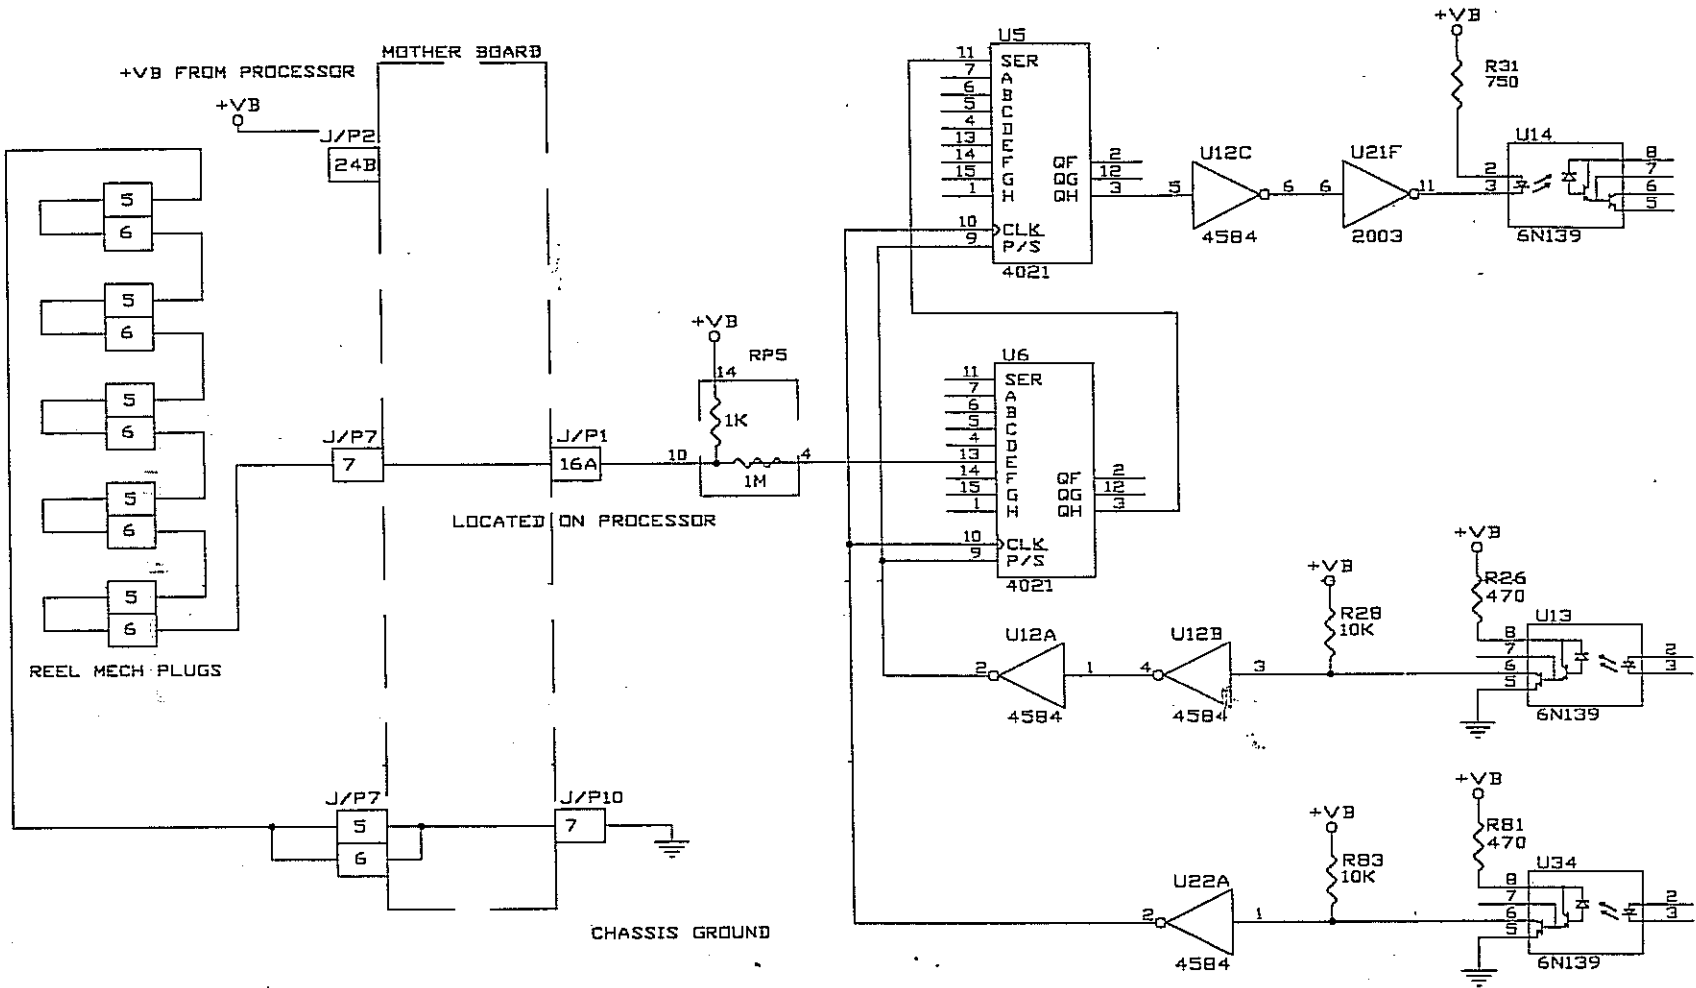 +VB FROM PROCESSOR
+VB
MOTHER BOARD
J/P2
24B
5
6
5
6
5
6
5
6
5
6
REEL MECH PLUGS
J/P7
7
J/P1
16A
LOCATED ON PROCESSOR
J/P7
5
6
J/P10
7
CHASSIS GROUND
+VB
RP5
14
1K
10
1M
4
U5
11 SER
7 A
6 B
5 C
4 D
13 E
14 F QF 2
15 G QG 12
1 H QH 3
10 CLK
9 P/S
4021
U12C
5
6
4584
U21F
6
11
2003
+VB
R31
750
U14
2
3
8
7
6
5
6N139
U6
11 SER
7 A
6 B
5 C
4 D
13 E
14 F QF 2
15 G QG 12
1 H QH 3
10 CLK
9 P/S
4021
U12A
2
1
4584
U12B
4
3
4584
+VB
R28
10K
+VB
R26
470
U13
8
7
6
5
2
3
6N139
U22A
2
1
4584
+VB
R83
10K
+VB
R81
470
U34
8
7
6
5
2
3
6N139